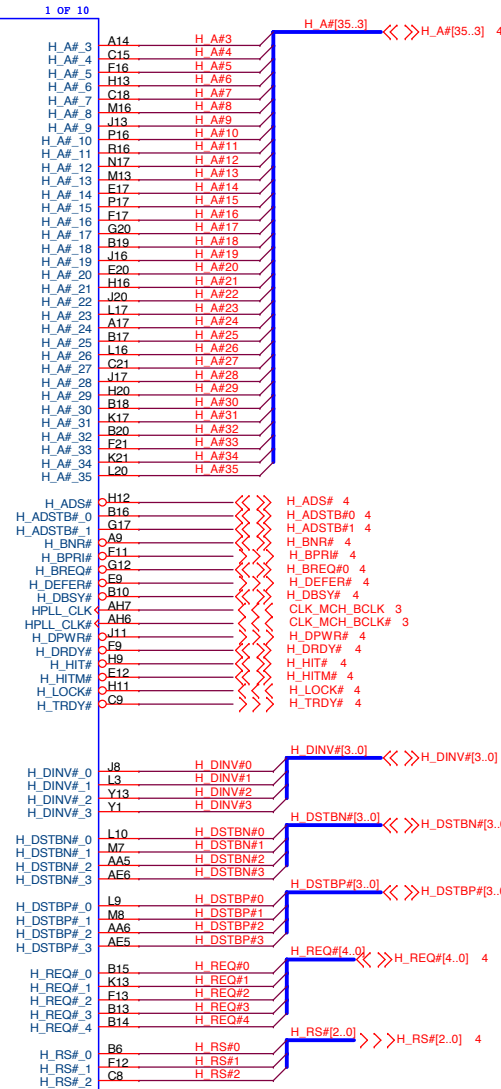 1 OF 10
H_A#[35..3] H_A#[35..3] 4
H_A#_3 A14 H_A#3
H_A#_4 C15 H_A#4
H_A#_5 F16 H_A#5
H_A#_6 H13 H_A#6
H_A#_7 C18 H_A#7
H_A#_8 M16 H_A#8
H_A#_9 J13 H_A#9
H_A#_10 P16 H_A#10
H_A#_11 R16 H_A#11
H_A#_12 N17 H_A#12
H_A#_13 M13 H_A#13
H_A#_14 E17 H_A#14
H_A#_15 P17 H_A#15
H_A#_16 F17 H_A#16
H_A#_17 G20 H_A#17
H_A#_18 B19 H_A#18
H_A#_19 J16 H_A#19
H_A#_20 E20 H_A#20
H_A#_21 H16 H_A#21
H_A#_22 J20 H_A#22
H_A#_23 L17 H_A#23
H_A#_24 A17 H_A#24
H_A#_25 B17 H_A#25
H_A#_26 L16 H_A#26
H_A#_27 C21 H_A#27
H_A#_28 J17 H_A#28
H_A#_29 H20 H_A#29
H_A#_30 B18 H_A#30
H_A#_31 K17 H_A#31
H_A#_32 B20 H_A#32
H_A#_33 F21 H_A#33
H_A#_34 K21 H_A#34
H_A#_35 L20 H_A#35
H_ADS# H12 H_ADS# 4
H_ADSTB#_0 B16 H_ADSTB#0 4
H_ADSTB#_1 G17 H_ADSTB#1 4
H_BNR# A9 H_BNR# 4
H_BPRI# F11 H_BPRI# 4
H_BREQ# G12 H_BREQ#0 4
H_DEFER# E9 H_DEFER# 4
H_DBSY# B10 H_DBSY# 4
HPLL_CLK AH7 CLK_MCH_BCLK 3
HPLL_CLK# AH6 CLK_MCH_BCLK# 3
H_DPWR# J11 H_DPWR# 4
H_DRDY# F9 H_DRDY# 4
H_HIT# H9 H_HIT# 4
H_HITM# E12 H_HITM# 4
H_LOCK# H11 H_LOCK# 4
H_TRDY# C9 H_TRDY# 4
H_DINV#[3..0] H_DINV#[3..0]
H_DINV#_0 J8 H_DINV#0
H_DINV#_1 L3 H_DINV#1
H_DINV#_2 Y13 H_DINV#2
H_DINV#_3 Y1 H_DINV#3
H_DSTBN#[3..0] H_DSTBN#[3..
H_DSTBN#_0 L10 H_DSTBN#0
H_DSTBN#_1 M7 H_DSTBN#1
H_DSTBN#_2 AA5 H_DSTBN#2
H_DSTBN#_3 AE6 H_DSTBN#3
H_DSTBP#[3..0] H_DSTBP#[3..
H_DSTBP#_0 L9 H_DSTBP#0
H_DSTBP#_1 M8 H_DSTBP#1
H_DSTBP#_2 AA6 H_DSTBP#2
H_DSTBP#_3 AE5 H_DSTBP#3
H_REQ#[4..0] H_REQ#[4..0] 4
H_REQ#_0 B15 H_REQ#0
H_REQ#_1 K13 H_REQ#1
H_REQ#_2 F13 H_REQ#2
H_REQ#_3 B13 H_REQ#3
H_REQ#_4 B14 H_REQ#4
H_RS#[2..0] H_RS#[2..0] 4
H_RS#_0 B6 H_RS#0
H_RS#_1 F12 H_RS#1
H_RS#_2 C8 H_RS#2